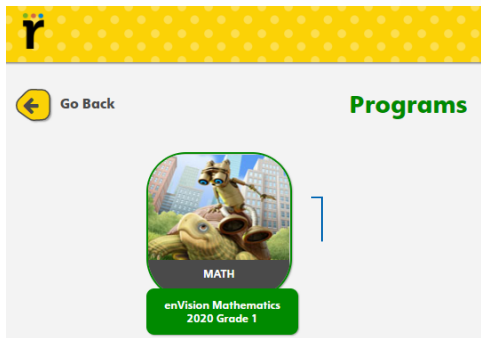 r
Go Back
Programs
MATH
enVision Mathematics
2020 Grade 1